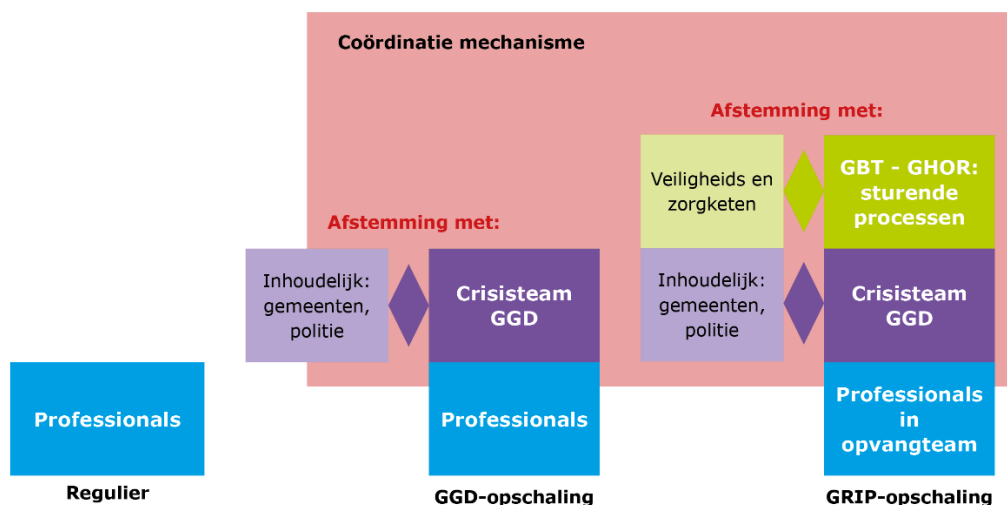 Coördinatie mechanisme
Afstemming met:
Veiligheids en
zorgketen
GBT - GHOR:
sturende
processen
Afstemming met:
Inhoudelijk:
gemeenten,
politie
Crisisteam
GGD
Inhoudelijk:
gemeenten,
politie
Crisisteam
GGD
Professionals
Professionals
Professionals
in
opvangteam
Regulier
GGD-opschaling
GRIP-opschaling